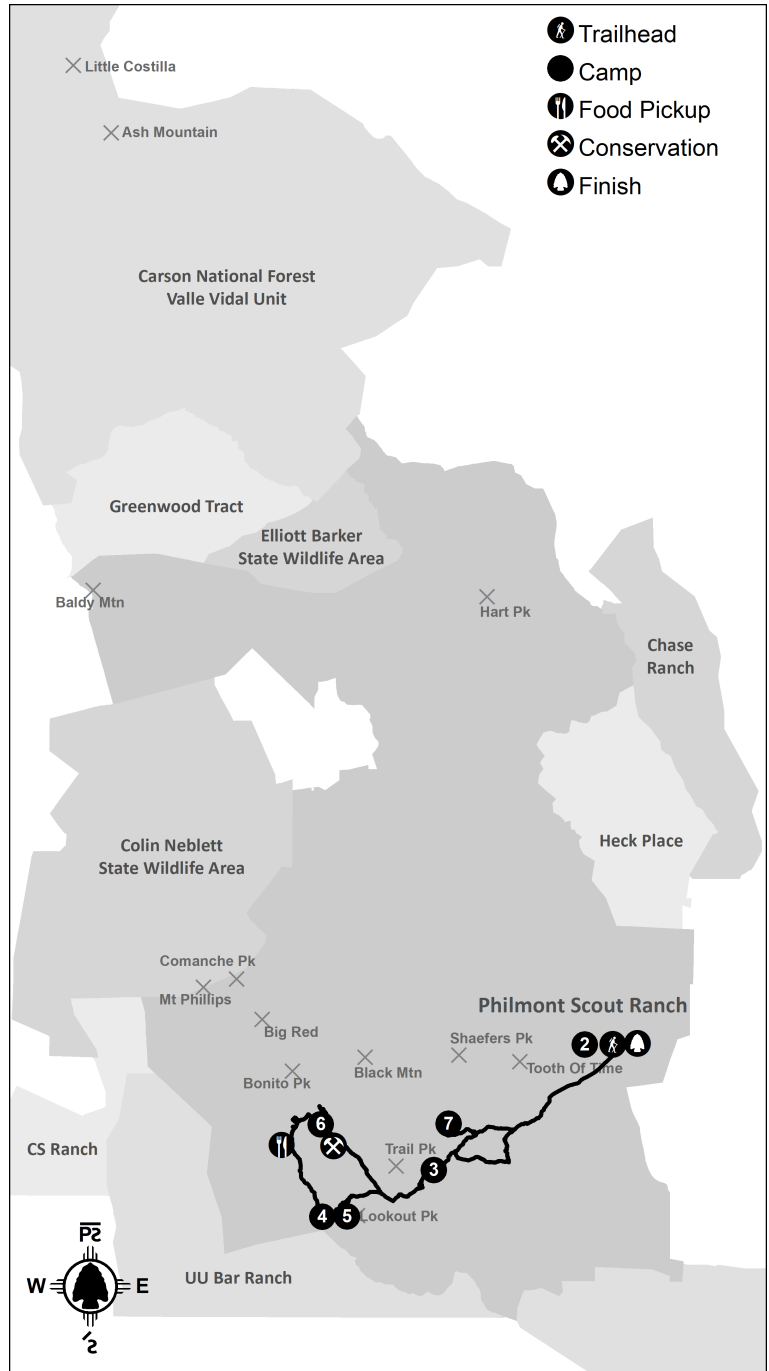 Trailhead
Camp
Food Pickup
Conservation
Finish
Little Costilla
Ash Mountain
Carson National Forest
Valle Vidal Unit
Greenwood Tract
Elliott Barker
State Wildlife Area
Baldy Mtn
Hart Pk
Chase
Ranch
Colin Neblett
State Wildlife Area
Heck Place
Comanche Pk
Mt Phillips
Philmont Scout Ranch
Big Red
Shaefers Pk
2
Black Mtn
Tooth Of Time
Bonito Pk
6
7
CS Ranch
Trail Pk
3
4
5
Lookout Pk
UU Bar Ranch
W
E